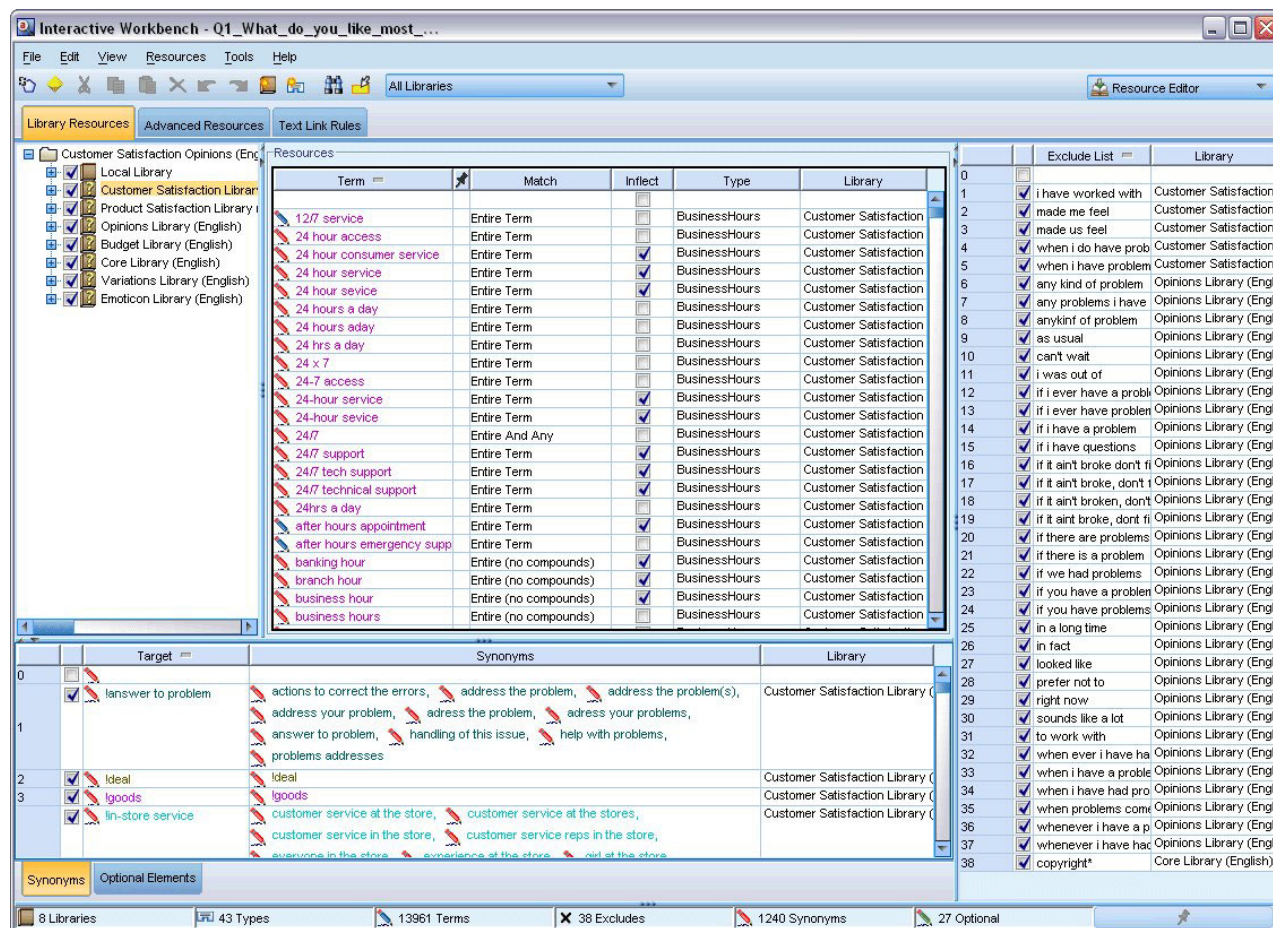 Interactive Workbench - Q1_What_do_you_like_most_...
File Edit View Resources Tools Help
All Libraries
Resource Editor
Library Resources Advanced Resources Text Link Rules
Customer Satisfaction Opinions (Eng
Local Library
Customer Satisfaction Librar
Product Satisfaction Library
Opinions Library (English)
Budget Library (English)
Core Library (English)
Variations Library (English)
Emoticon Library (English)
Resources
Term Match Inflect Type Library
12/7 service Entire Term BusinessHours Customer Satisfaction
24 hour access Entire Term BusinessHours Customer Satisfaction
24 hour consumer service Entire Term BusinessHours Customer Satisfaction
24 hour service Entire Term BusinessHours Customer Satisfaction
24 hour sevice Entire Term BusinessHours Customer Satisfaction
24 hours a day Entire Term BusinessHours Customer Satisfaction
24 hours aday Entire Term BusinessHours Customer Satisfaction
24 hrs a day Entire Term BusinessHours Customer Satisfaction
24 x 7 Entire Term BusinessHours Customer Satisfaction
24-7 access Entire Term BusinessHours Customer Satisfaction
24-hour service Entire Term BusinessHours Customer Satisfaction
24-hour sevice Entire Term BusinessHours Customer Satisfaction
24/7 Entire And Any BusinessHours Customer Satisfaction
24/7 support Entire Term BusinessHours Customer Satisfaction
24/7 tech support Entire Term BusinessHours Customer Satisfaction
24/7 technical support Entire Term BusinessHours Customer Satisfaction
24hrs a day Entire Term BusinessHours Customer Satisfaction
after hours appointment Entire Term BusinessHours Customer Satisfaction
after hours emergency supp Entire Term BusinessHours Customer Satisfaction
banking hour Entire (no compounds) BusinessHours Customer Satisfaction
branch hour Entire (no compounds) BusinessHours Customer Satisfaction
business hour Entire (no compounds) BusinessHours Customer Satisfaction
business hours Entire (no compounds) BusinessHours Customer Satisfaction
Exclude List Library
0
1 i have worked with Customer Satisfaction
2 made me feel Customer Satisfaction
3 made us feel Customer Satisfaction
4 when i do have prob Customer Satisfaction
5 when i have problem Customer Satisfaction
6 any kind of problem Opinions Library (Engl
7 any problems i have Opinions Library (Engl
8 anykinf of problem Opinions Library (Engl
9 as usual Opinions Library (Engl
10 can't wait Opinions Library (Engl
11 i was out of Opinions Library (Engl
12 if i ever have a probl Opinions Library (Engl
13 if i ever have problen Opinions Library (Engl
14 if i have a problem Opinions Library (Engl
15 if i have questions Opinions Library (Engl
16 if it ain't broke don't fi Opinions Library (Engl
17 if it ain't broke, don't Opinions Library (Engl
18 if it ain't broken, don't Opinions Library (Engl
19 if it aint broke, dont fi Opinions Library (Engl
20 if there are problems Opinions Library (Engl
21 if there is a problem Opinions Library (Engl
22 if we had problems Opinions Library (Engl
23 if you have a problen Opinions Library (Engl
24 if you have problems Opinions Library (Engl
25 in a long time Opinions Library (Engl
26 in fact Opinions Library (Engl
27 looked like Opinions Library (Engl
28 prefer not to Opinions Library (Engl
29 right now Opinions Library (Engl
30 sounds like a lot Opinions Library (Engl
31 to work with Opinions Library (Engl
32 when ever i have ha Opinions Library (Engl
33 when i have a proble Opinions Library (Engl
34 when i have had pro Opinions Library (Engl
35 when problems come Opinions Library (Engl
36 whenever i have a p Opinions Library (Engl
37 whenever i have hac Opinions Library (Engl
38 copyright* Core Library (English)
Target Synonyms Library
0
1 !answer to problem actions to correct the errors, address the problem, address the problem(s), Customer Satisfaction Library (
address your problem, adress the problem, adress your problems,
answer to problem, handling of this issue, help with problems,
problems addresses
2 !deal !deal Customer Satisfaction Library (
3 !goods !goods Customer Satisfaction Library (
!in-store service customer service at the store, customer service at the stores, Customer Satisfaction Library (
customer service in the store, customer service reps in the store,
everyone in the store, experience at the store, girl at the store
Synonyms Optional Elements
8 Libraries 43 Types 13961 Terms 38 Excludes 1240 Synonyms 27 Optional